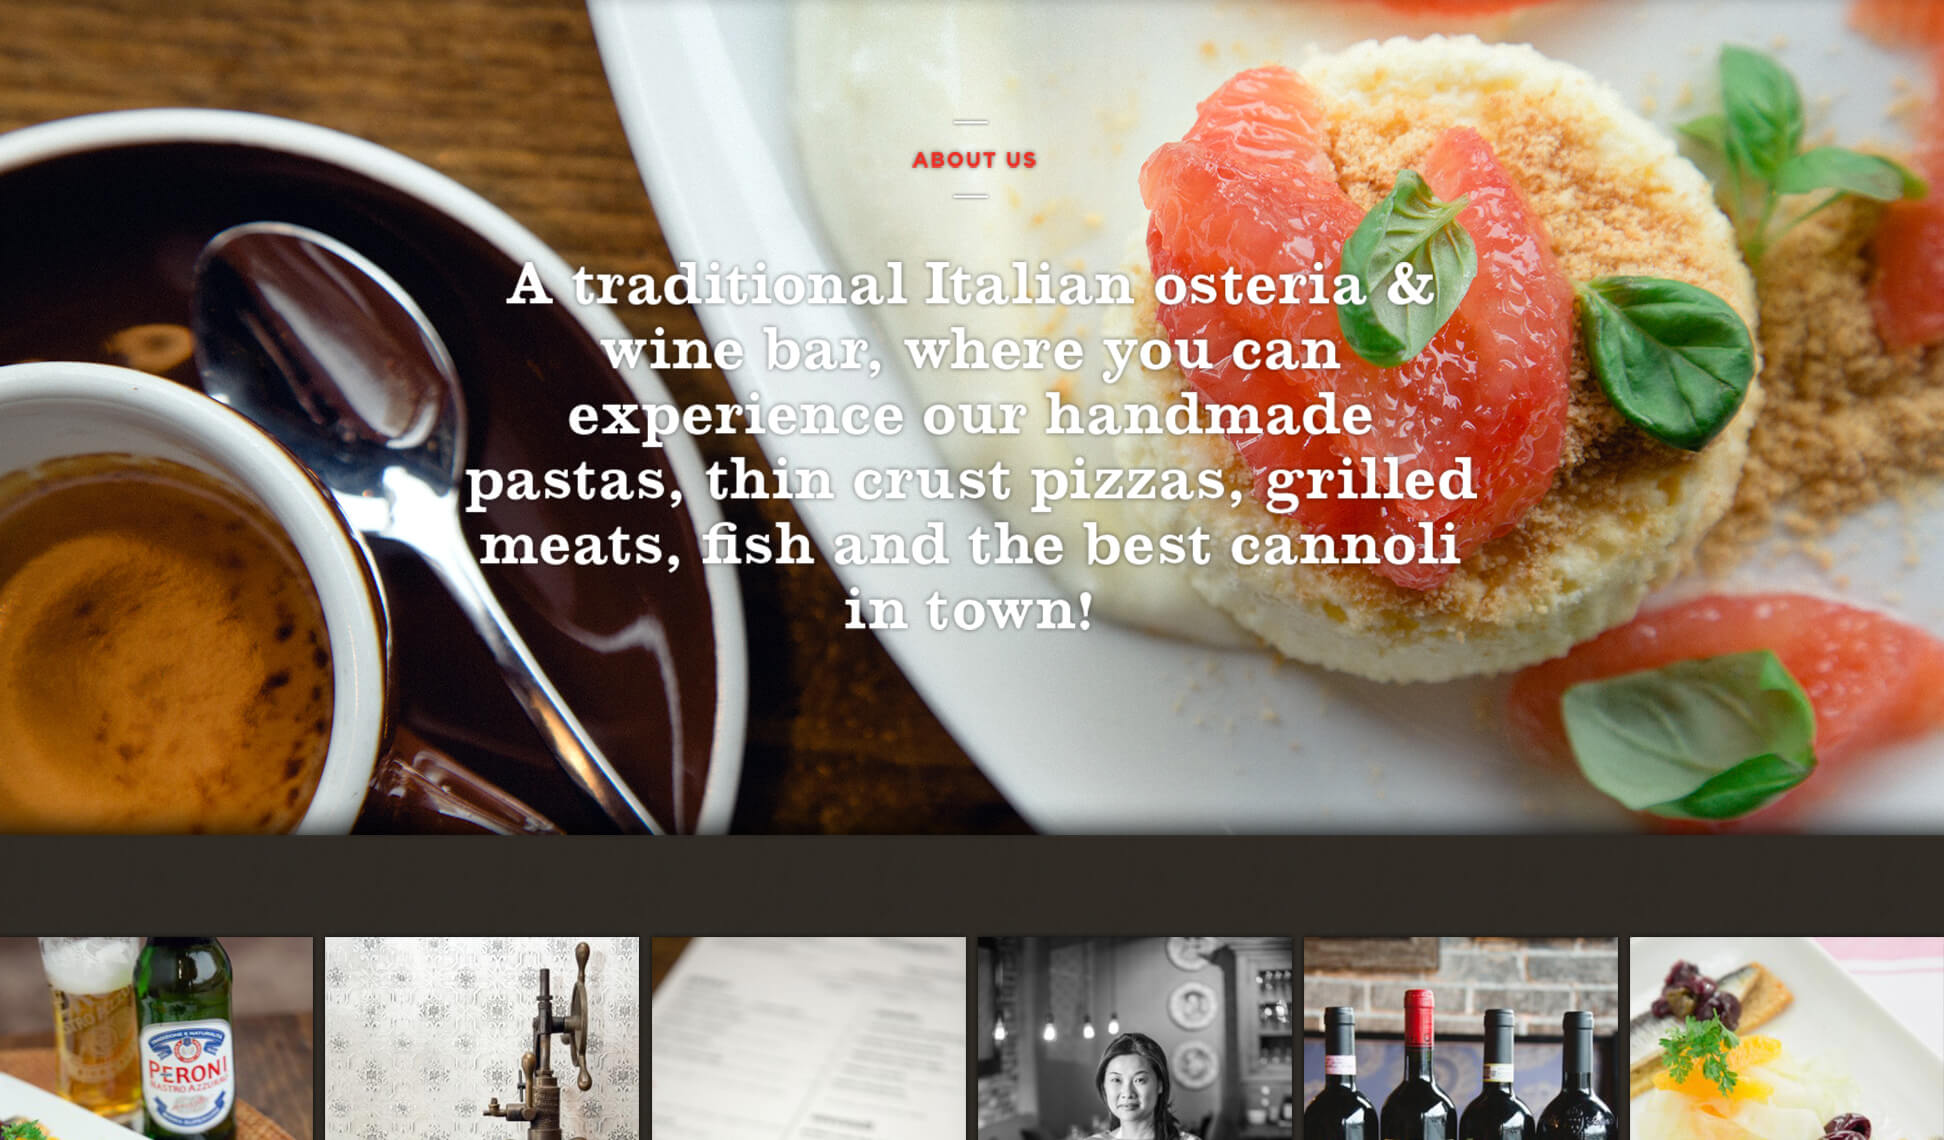 ABOUT US
A traditional Italian osteria &
wine bar, where you can
experience our handmade
pastas, thin crust pizzas, grilled
meats, fish and the best cannoli
in town!
PERONI
NASTRO AZZURRO